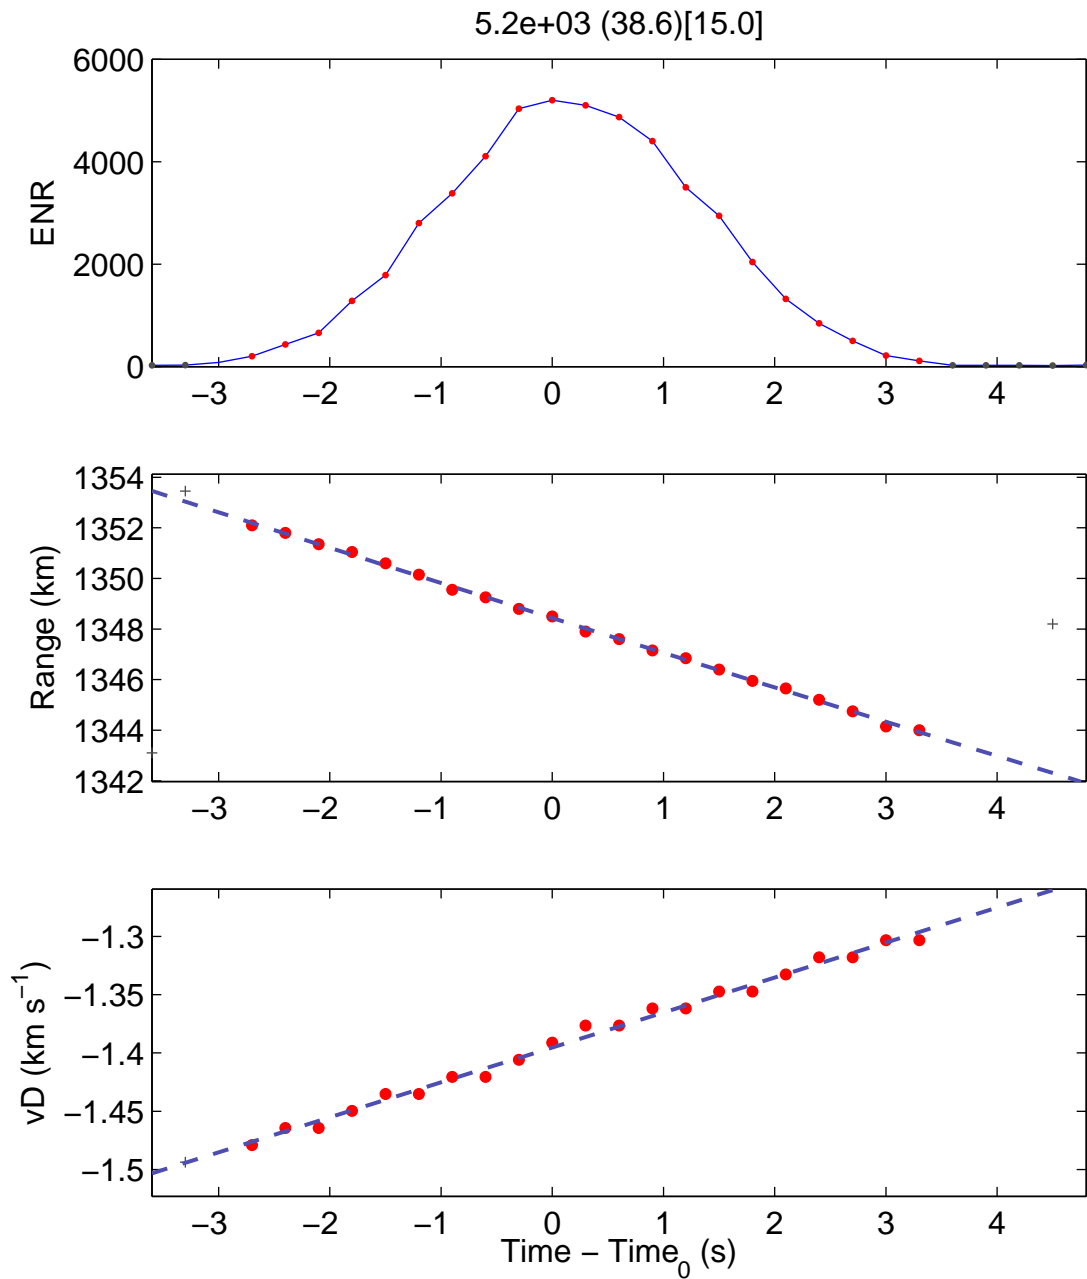 5.2e+03 (38.6)[15.0]
6000
4000
2000
0
ENR
−3 −2 −1 0 1 2 3 4
1354
1352
1350
1348
1346
1344
1342
Range (km)
−3 −2 −1 0 1 2 3 4
−1.3
−1.35
−1.4
−1.45
−1.5
vD (km s−1)
−3 −2 −1 0 1 2 3 4
Time − Time0 (s)